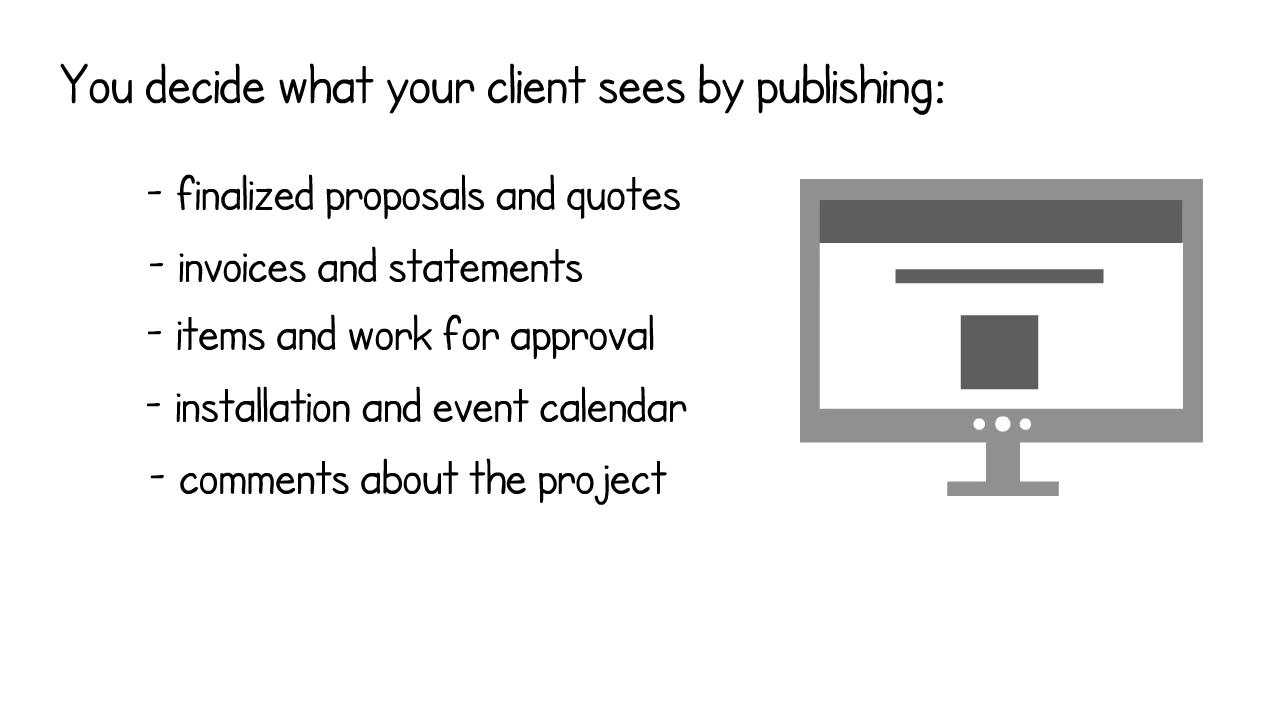 You decide what your client sees by publishing:
- finalized proposals and quotes
- invoices and statements
- items and work for approval
- installation and event calendar
- comments about the project